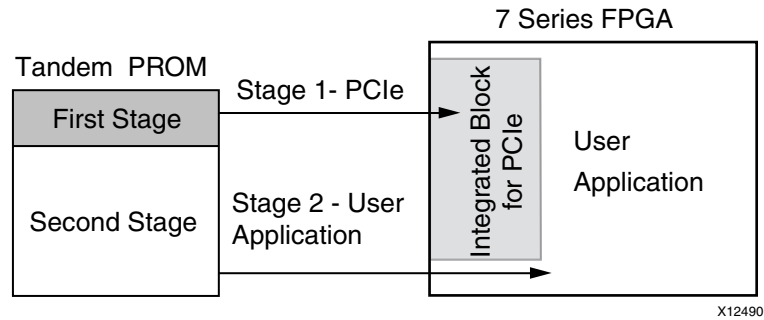 7 Series FPGA
Tandem PROM
First Stage
Second Stage
Stage 1- PCIe
Stage 2 - User
Application
Integrated Block
for PCIe
User
Application
X12490